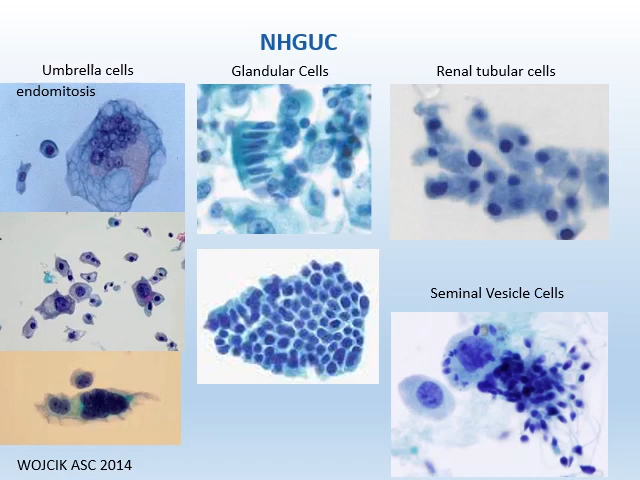 NHGUC
Umbrella cells
endomitosis
Glandular Cells
Renal tubular cells
Seminal Vesicle Cells
WOJCIK ASC 2014